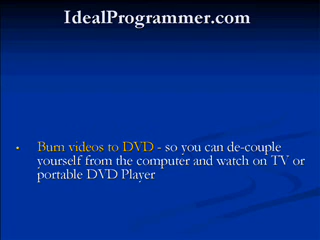 IdealProgrammer.com
• Burn videos to DVD - so you can de-couple
yourself from the computer and watch on TV or
portable DVD Player